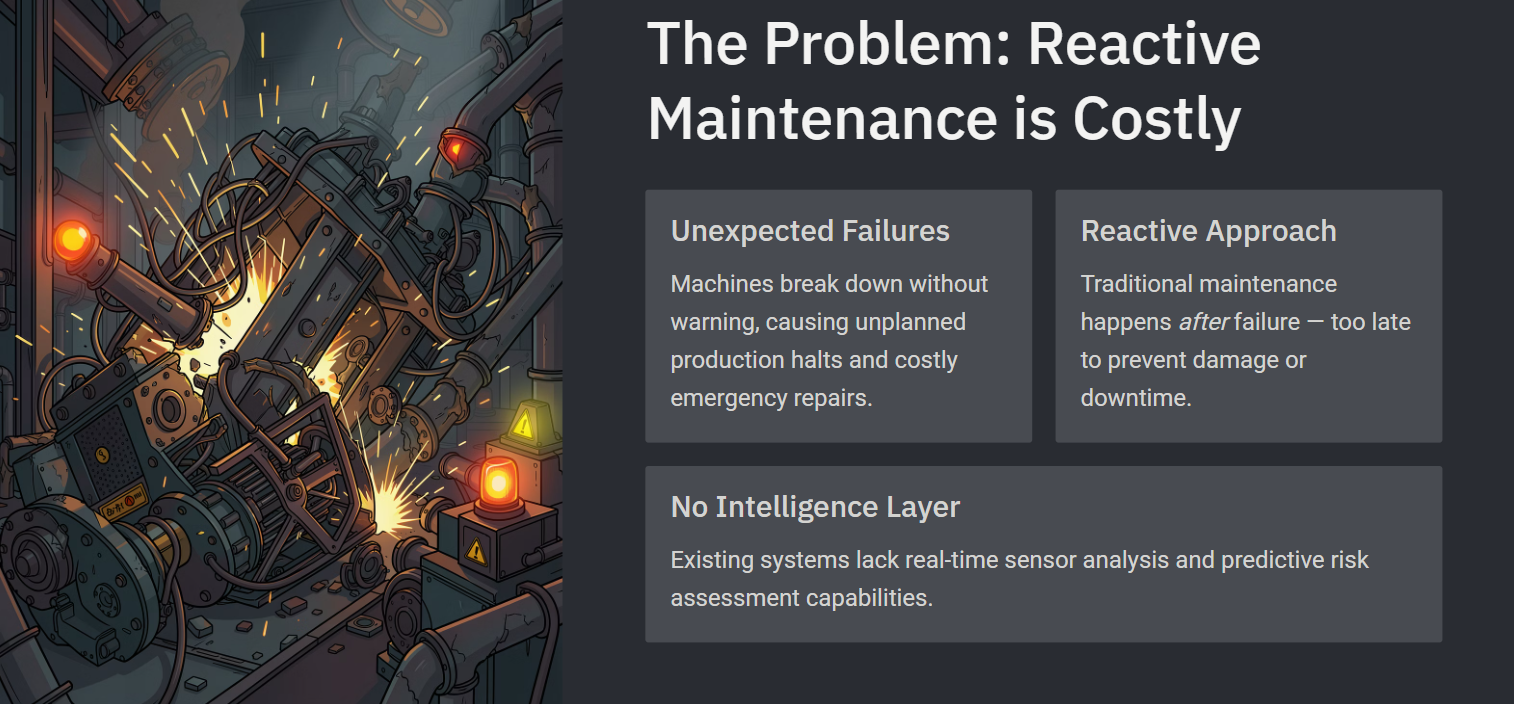 The Problem: Reactive
Maintenance is Costly
Unexpected Failures
Machines break down without
warning, causing unplanned
production halts and costly
emergency repairs.
Reactive Approach
Traditional maintenance
happens after failure — too late
to prevent damage or
downtime.
No Intelligence Layer
Existing systems lack real-time sensor analysis and predictive risk
assessment capabilities.